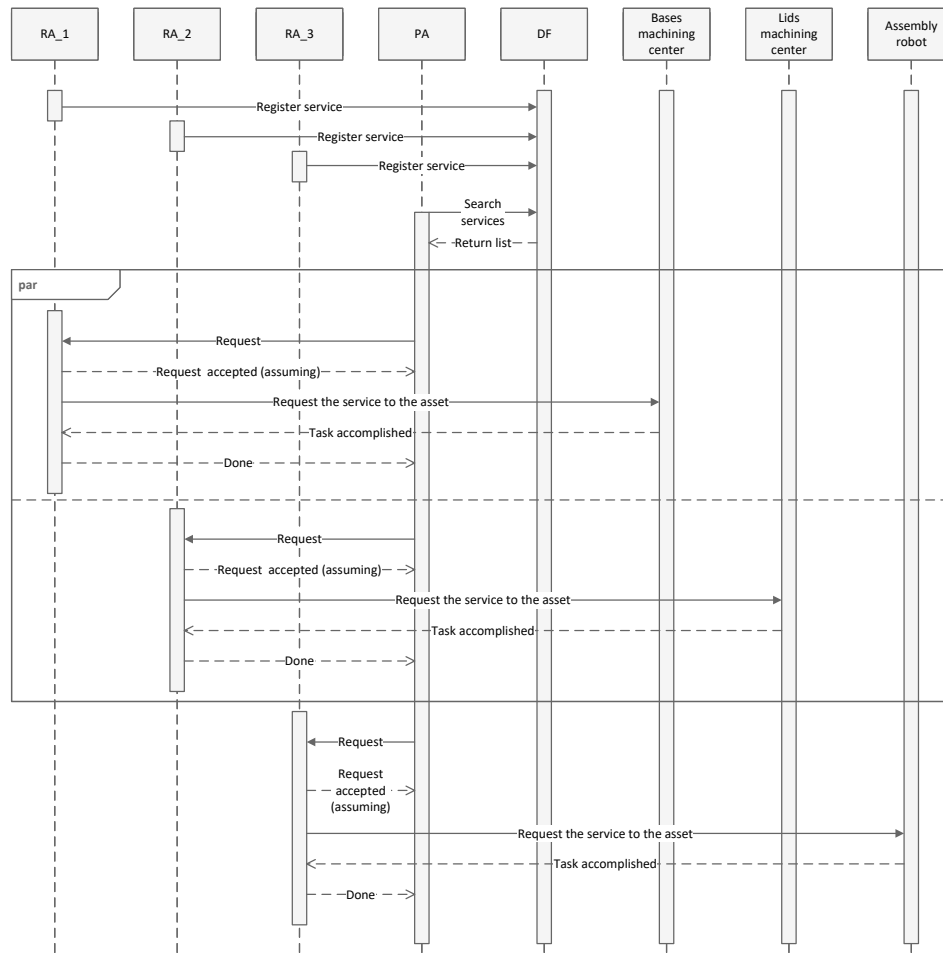 RA_1
RA_2
RA_3
PA
DF
Bases
machining
center
Lids
machining
center
Assembly
robot
Register service
Register service
Register service
Search
services
Return list
par
Request
Request accepted (assuming)
Request the service to the asset
Task accomplished
Done
Request
Request accepted (assuming)
Request the service to the asset
Task accomplished
Done
Request
Request
accepted
(assuming)
Request the service to the asset
Task accomplished
Done